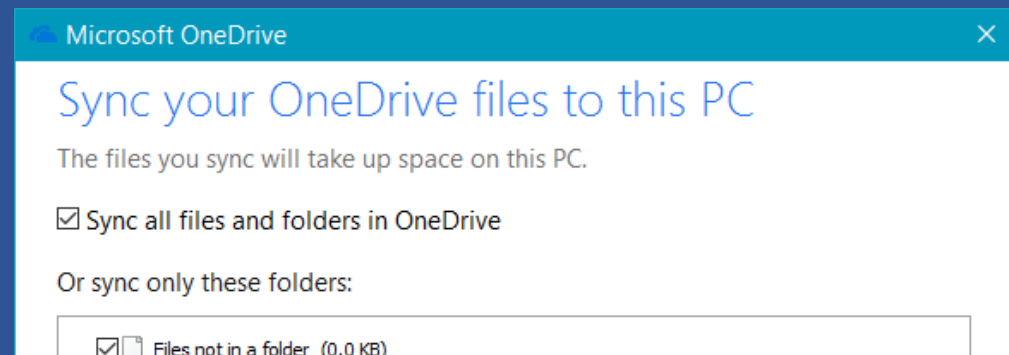 Microsoft OneDrive
Sync your OneDrive files to this PC
The files you sync will take up space on this PC.
Sync all files and folders in OneDrive
Or sync only these folders:
Files not in a folder (0.0 KB)